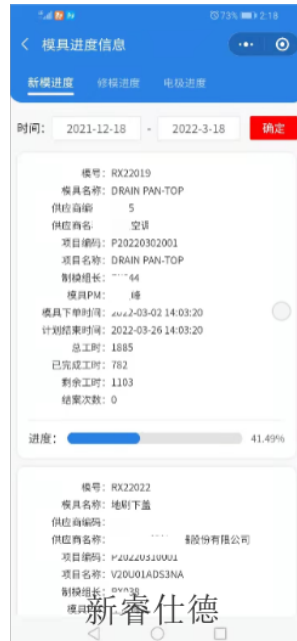 73% 2:18
模具进度信息
新模进度 修模进度 电极进度
时间： 2021-12-18 - 2022-3-18 确定
模号： RX22019
模具名称： DRAIN PAN-TOP
供应商编 5
供应商名 空调
项目编码： P20220302001
项目名称： DRAIN PAN-TOP
制模组长： 44
模具PM： 峰
模具下单时间： 2022-03-02 14:03:20
计划结束时间： 2022-03-26 14:03:20
总工时： 1885
已完成工时： 782
剩余工时： 1103
结案次数： 0
进度： 41.49%
模号： RX22022
模具名称： 地刷下盖
供应商编码：
供应商名称： 股份有限公司
项目编码： P20220310001
项目名称： V20U01ADS3NA
制模组长： RX038
模具
新睿仕德